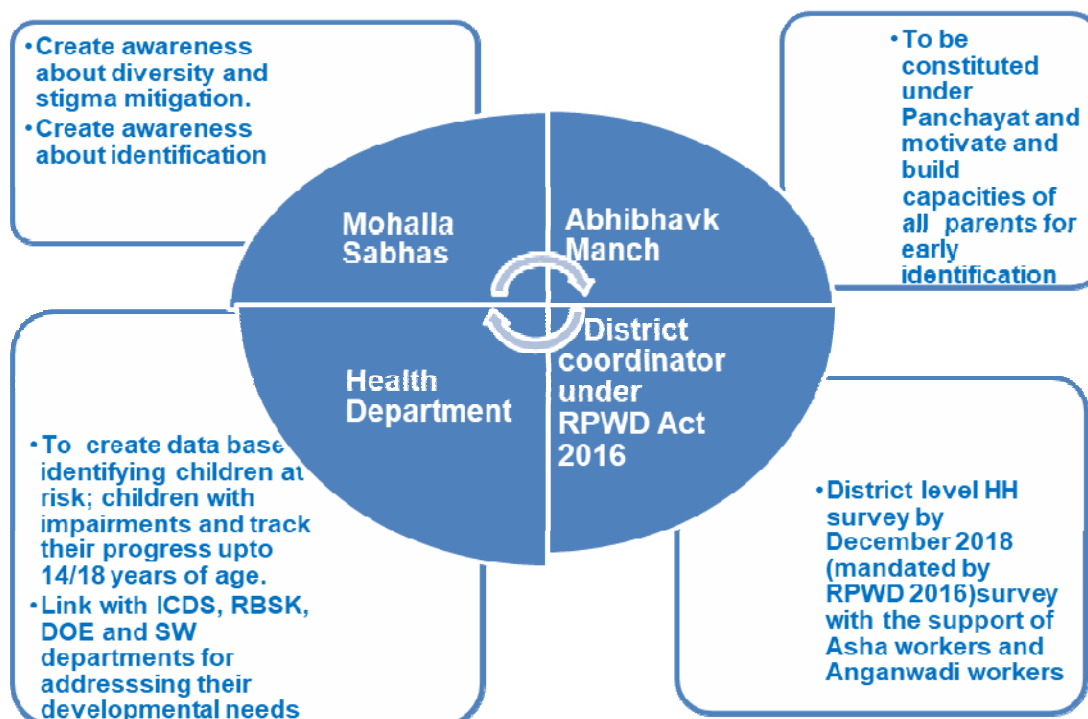 •Create awareness
about diversity and
stigma mitigation.
•Create awareness
about identification
•To be
constituted
under
Panchayat and
motivate and
build
capacities of
all parents for
early
identification
Mohalla
Sabhas
Abhibhavk
Manch
Health
Department
District
coordinator
under
RPWD Act
2016
•To create data base
identifying children at
risk; children with
impairments and track
their progress upto
14/18 years of age.
•Link with ICDS, RBSK,
DOE and SW
departments for
addresssing their
developmental needs
•District level HH
survey by
December 2018
(mandated by
RPWD 2016)survey
with the support of
Asha workers and
Anganwadi workers